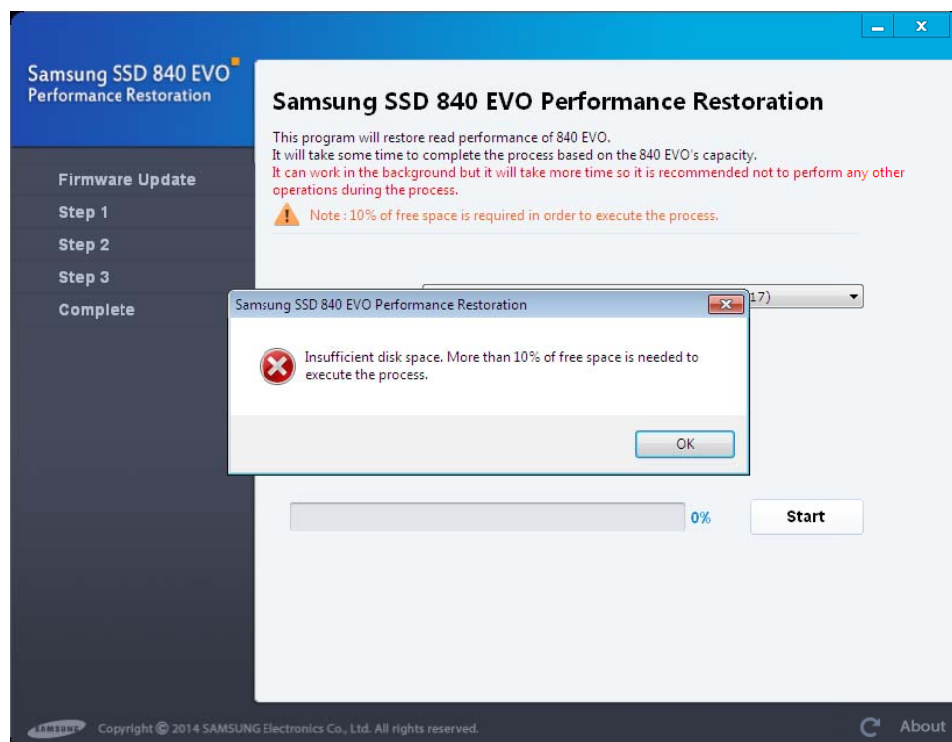 Samsung SSD 840 EVO
Performance Restoration
Firmware Update
Step 1
Step 2
Step 3
Complete
Samsung SSD 840 EVO Performance Restoration
This program will restore read performance of 840 EVO.
It will take some time to complete the process based on the 840 EVO's capacity.
It can work in the background but it will take more time so it is recommended not to perform any other
operations during the process.
Note : 10% of free space is required in order to execute the process.
17)
Samsung SSD 840 EVO Performance Restoration
Insufficient disk space. More than 10% of free space is needed to
execute the process.
OK
0%
Start
SAMSUNG
Copyright © 2014 SAMSUNG Electronics Co., Ltd. All rights reserved.
About